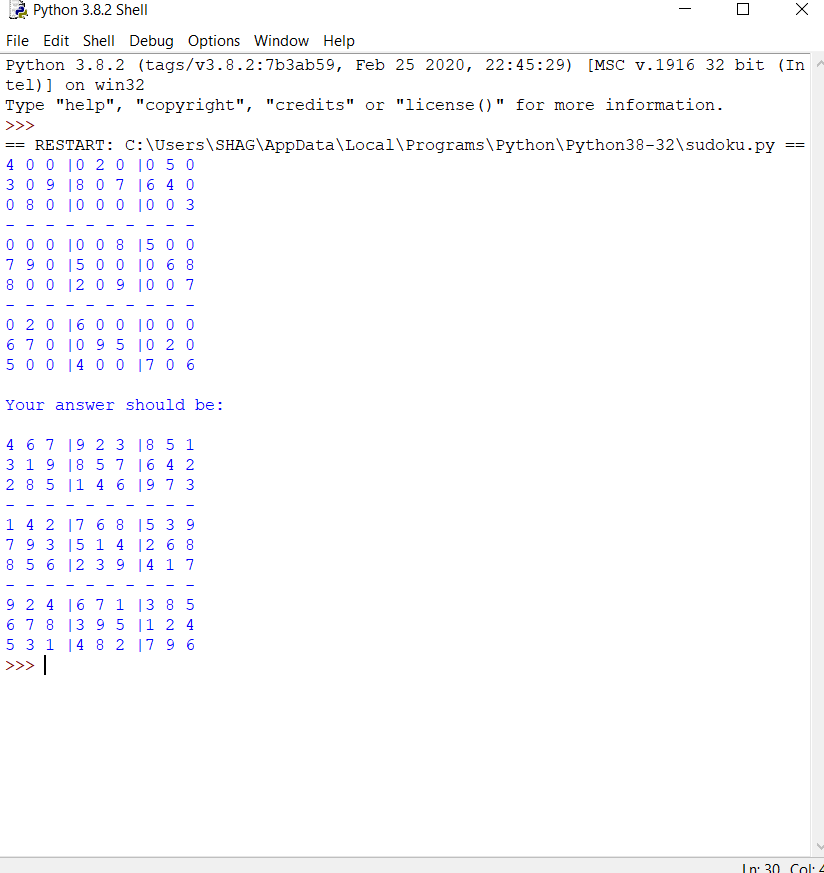 Python 3.8.2 Shell
File Edit Shell Debug Options Window Help
Python 3.8.2 (tags/v3.8.2:7b3ab59, Feb 25 2020, 22:45:29) [MSC v.1916 32 bit (In
tel)] on win32
Type "help", "copyright", "credits" or "license()" for more information.
>>>
== RESTART: C:\Users\SHAG\AppData\Local\Programs\Python\Python38-32\sudoku.py ==
4 0 0 |0 2 0 |0 5 0
3 0 9 |8 0 7 |6 4 0
0 8 0 |0 0 0 |0 0 3
- - - - - - - - - -
0 0 0 |0 0 8 |5 0 0
7 9 0 |5 0 0 |0 6 8
8 0 0 |2 0 9 |0 0 7
- - - - - - - - - -
0 2 0 |6 0 0 |0 0 0
6 7 0 |0 9 5 |0 2 0
5 0 0 |4 0 0 |7 0 6
Your answer should be:
4 6 7 |9 2 3 |8 5 1
3 1 9 |8 5 7 |6 4 2
2 8 5 |1 4 6 |9 7 3
- - - - - - - - - -
1 4 2 |7 6 8 |5 3 9
7 9 3 |5 1 4 |2 6 8
8 5 6 |2 3 9 |4 1 7
- - - - - - - - - -
9 2 4 |6 7 1 |3 8 5
6 7 8 |3 9 5 |1 2 4
5 3 1 |4 8 2 |7 9 6
>>>
Ln: 30 Col: 4